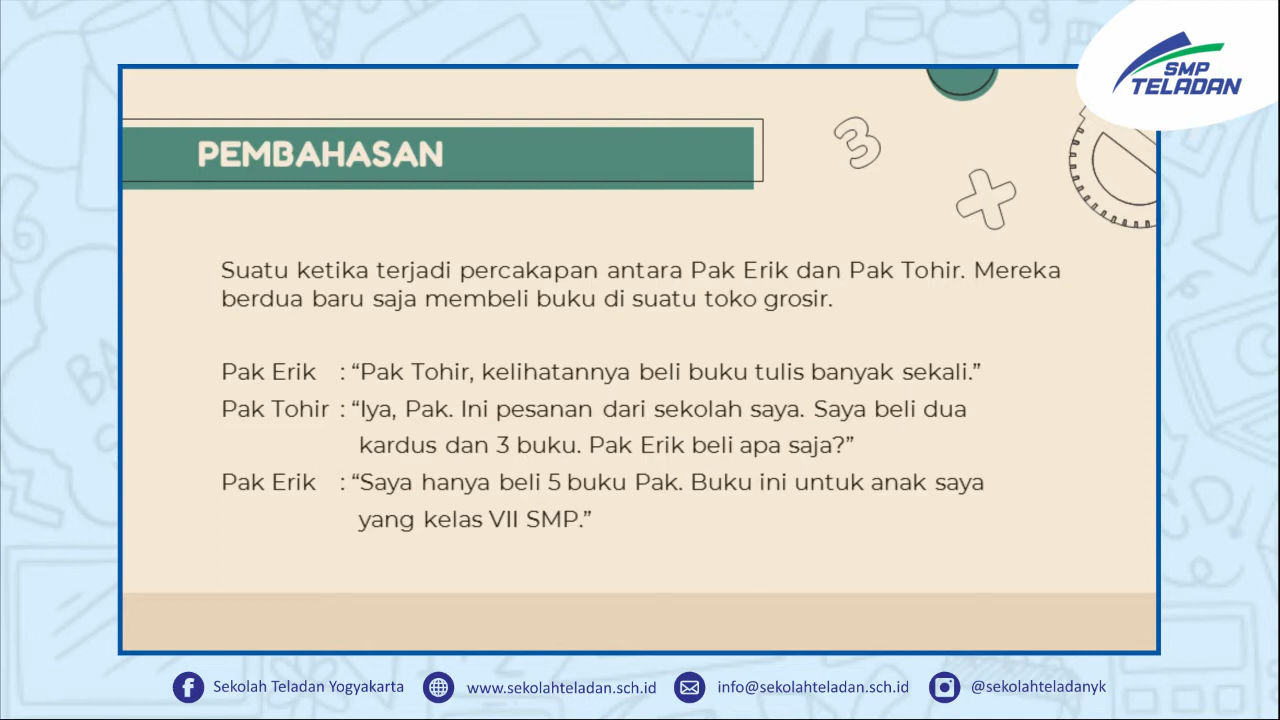 SMP
TELADAN
PEMBAHASAN
3
Suatu ketika terjadi percakapan antara Pak Erik dan Pak Tohir. Mereka
berdua baru saja membeli buku di suatu toko grosir.
Pak Erik : “Pak Tohir, kelihatannya beli buku tulis banyak sekali.”
Pak Tohir : “Iya, Pak. Ini pesanan dari sekolah saya. Saya beli dua
kardus dan 3 buku. Pak Erik beli apa saja?”
Pak Erik : “Saya hanya beli 5 buku Pak. Buku ini untuk anak saya
yang kelas VII SMP.”
Sekolah Teladan Yogyakarta
www.sekolahteladan.sch.id
info@sekolahteladan.sch.id
@sekolahteladanyk